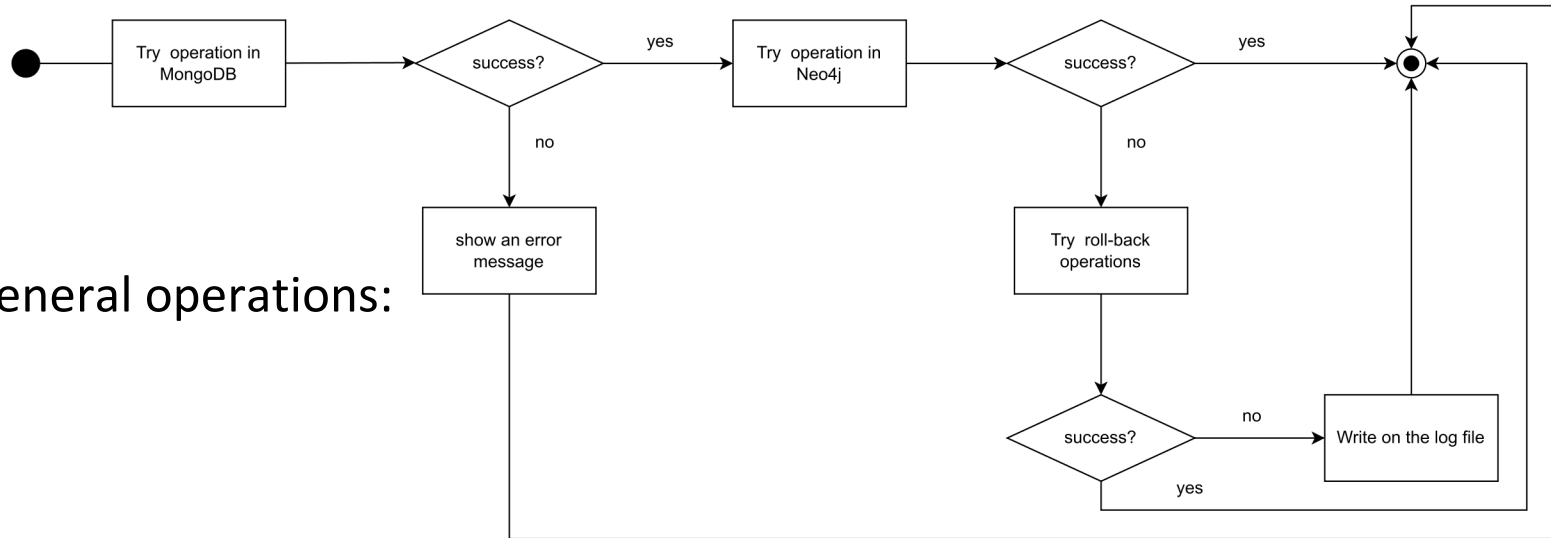 Try operation in
MongoDB
success?
yes
Try operation in
Neo4j
success?
yes
no
no
show an error
message
Try roll-back
operations
eneral operations:
success?
no
Write on the log file
yes